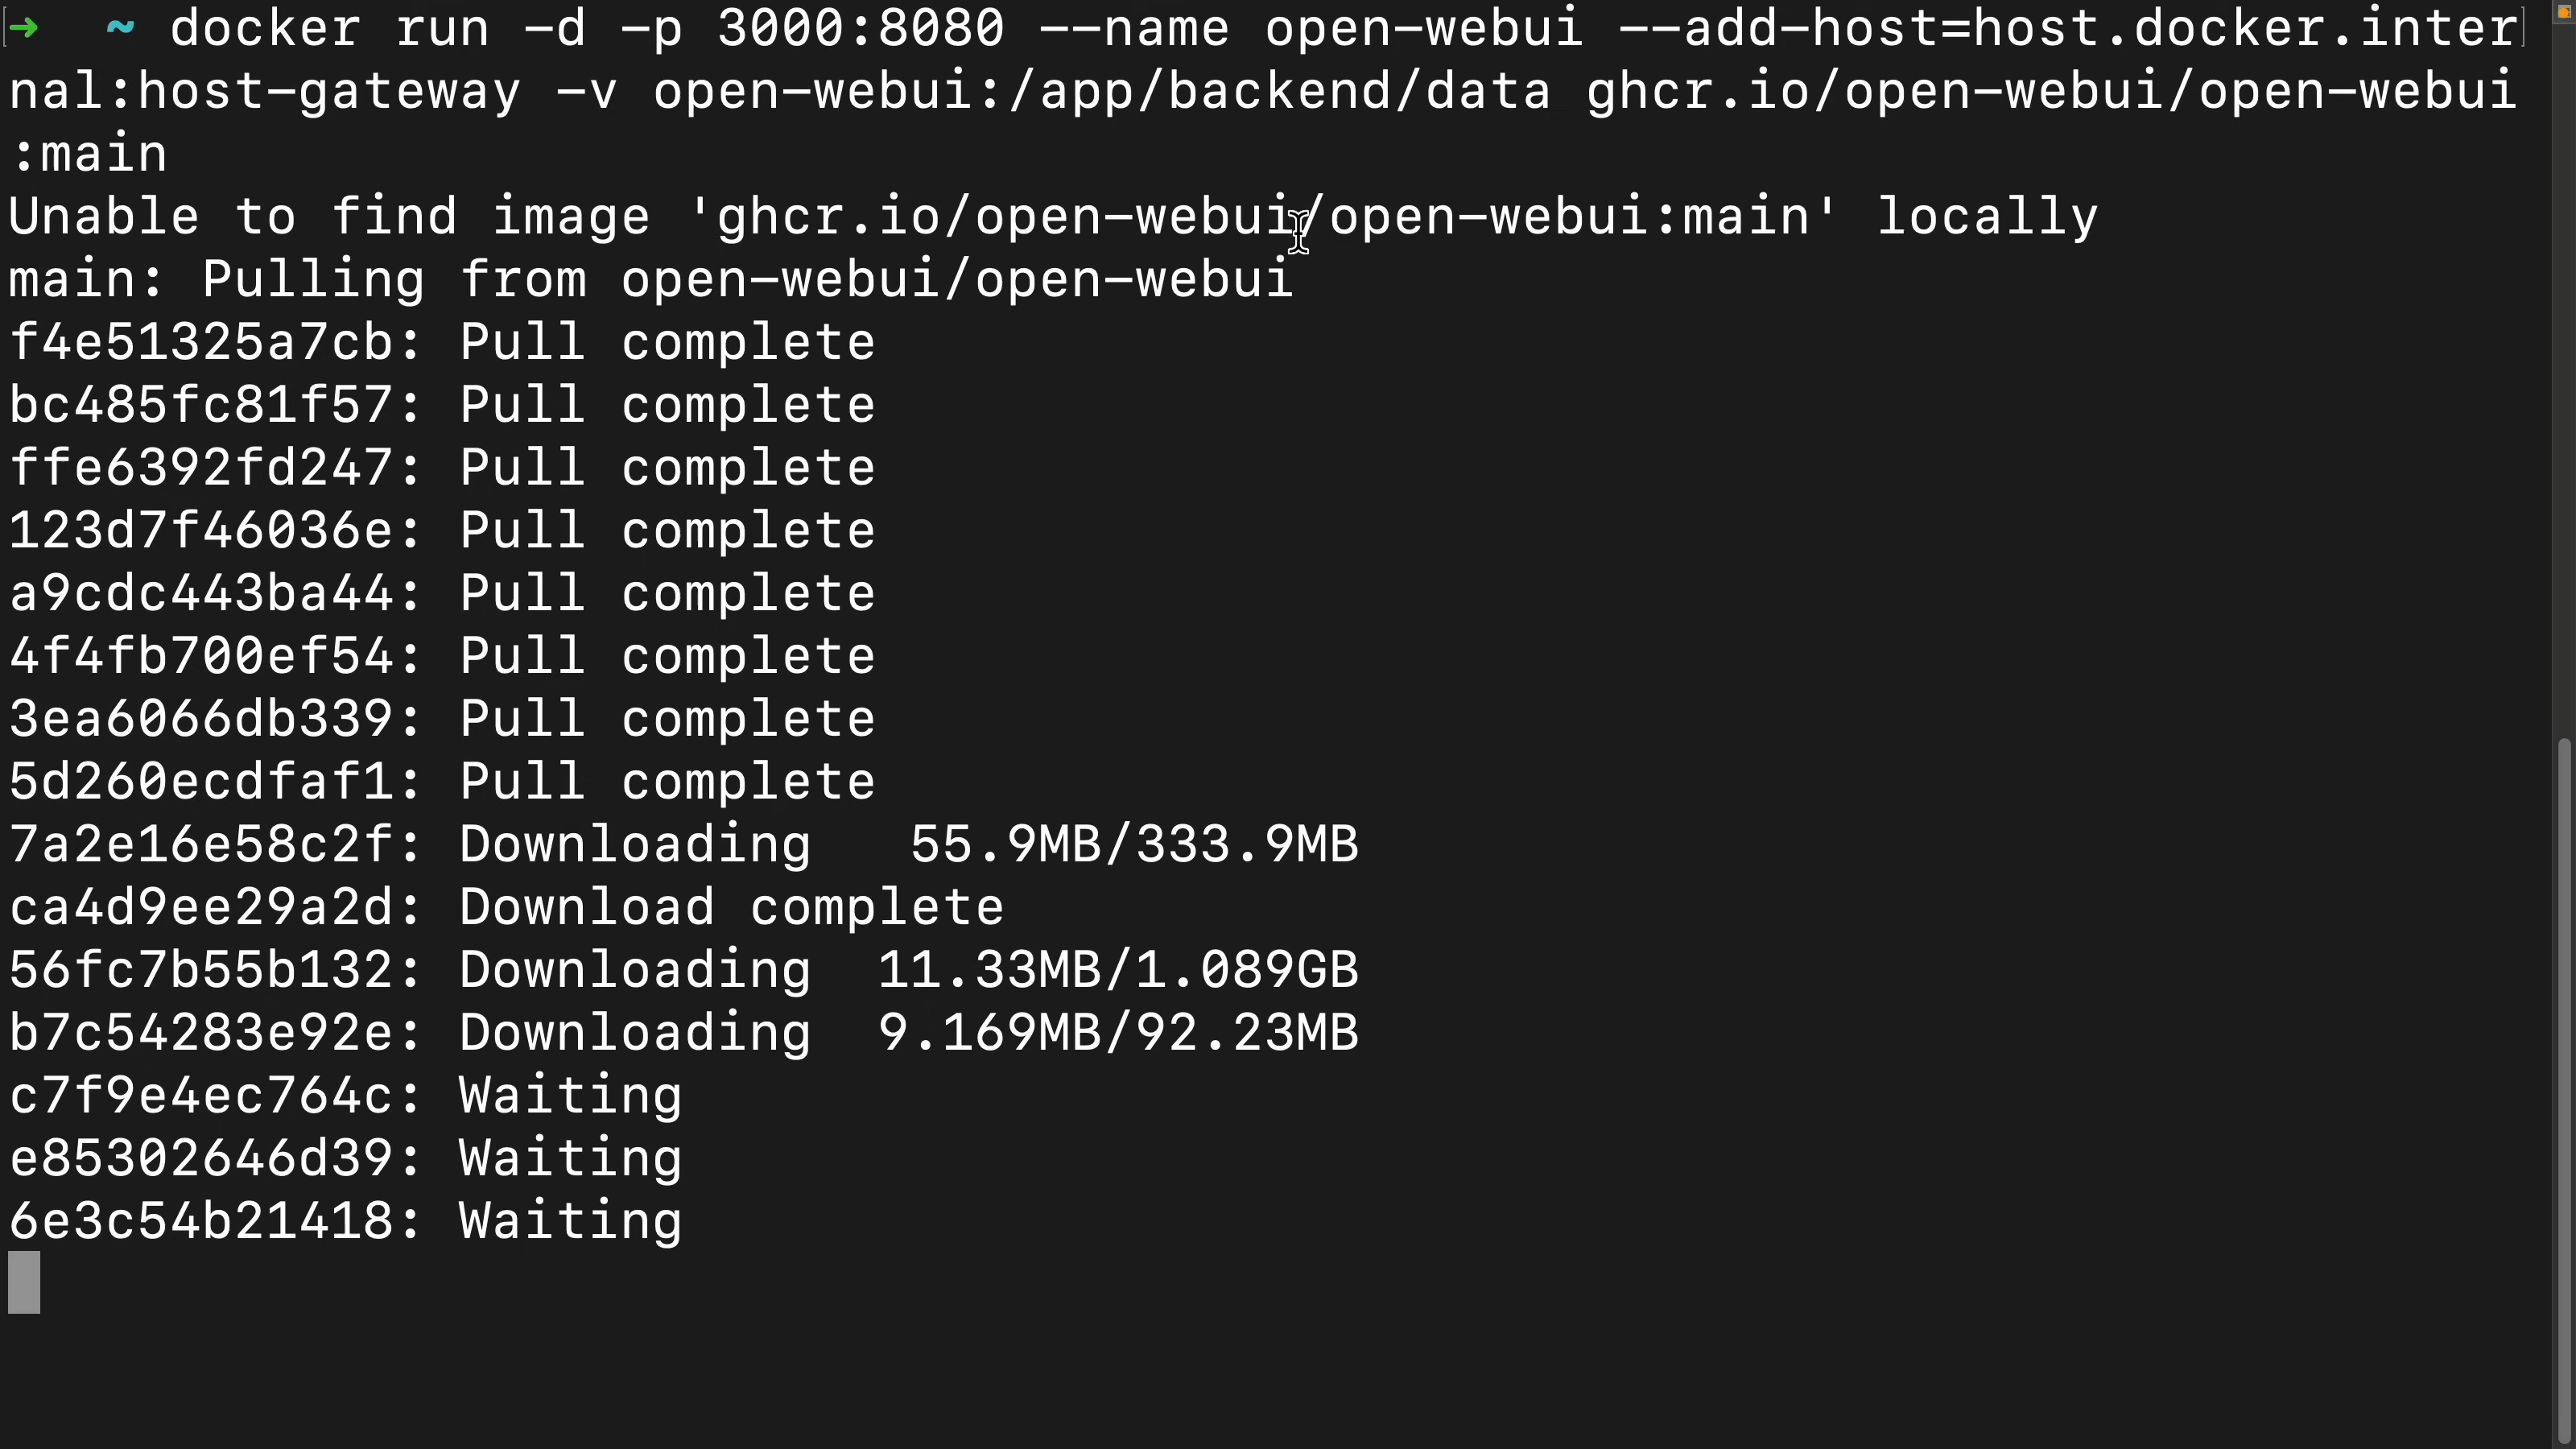 ➜  ~ docker run -d -p 3000:8080 --name open-webui --add-host=host.docker.inter
nal:host-gateway -v open-webui:/app/backend/data ghcr.io/open-webui/open-webui
:main
Unable to find image 'ghcr.io/open-webui/open-webui:main' locally
main: Pulling from open-webui/open-webui
f4e51325a7cb: Pull complete
bc485fc81f57: Pull complete
ffe6392fd247: Pull complete
123d7f46036e: Pull complete
a9cdc443ba44: Pull complete
4f4fb700ef54: Pull complete
3ea6066db339: Pull complete
5d260ecdfaf1: Pull complete
7a2e16e58c2f: Downloading   55.9MB/333.9MB
ca4d9ee29a2d: Download complete
56fc7b55b132: Downloading  11.33MB/1.089GB
b7c54283e92e: Downloading  9.169MB/92.23MB
c7f9e4ec764c: Waiting
e85302646d39: Waiting
6e3c54b21418: Waiting